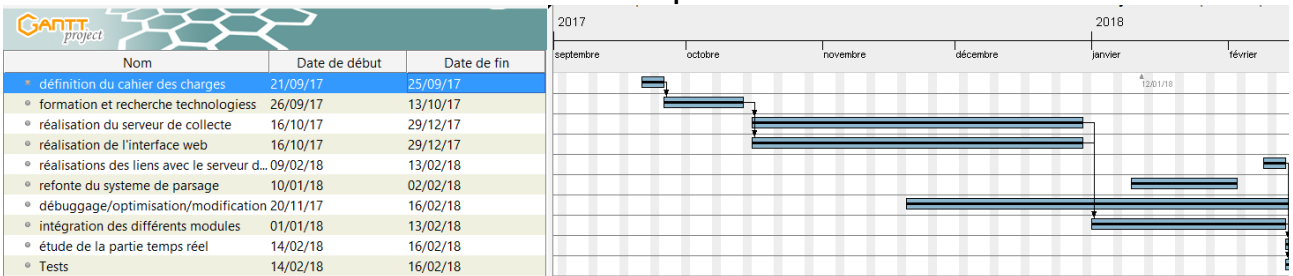 GANTT project
2017 2018
septembre octobre novembre décembre janvier février
Nom Date de début Date de fin
définition du cahier des charges 21/09/17 25/09/17
12/01/18
formation et recherche technologiess 26/09/17 13/10/17
réalisation du serveur de collecte 16/10/17 29/12/17
réalisation de l'interface web 16/10/17 29/12/17
réalisations des liens avec le serveur d... 09/02/18 13/02/18
refonte du systeme de parsage 10/01/18 02/02/18
débuggage/optimisation/modification 20/11/17 16/02/18
intégration des différents modules 01/01/18 13/02/18
étude de la partie temps réel 14/02/18 16/02/18
Tests 14/02/18 16/02/18